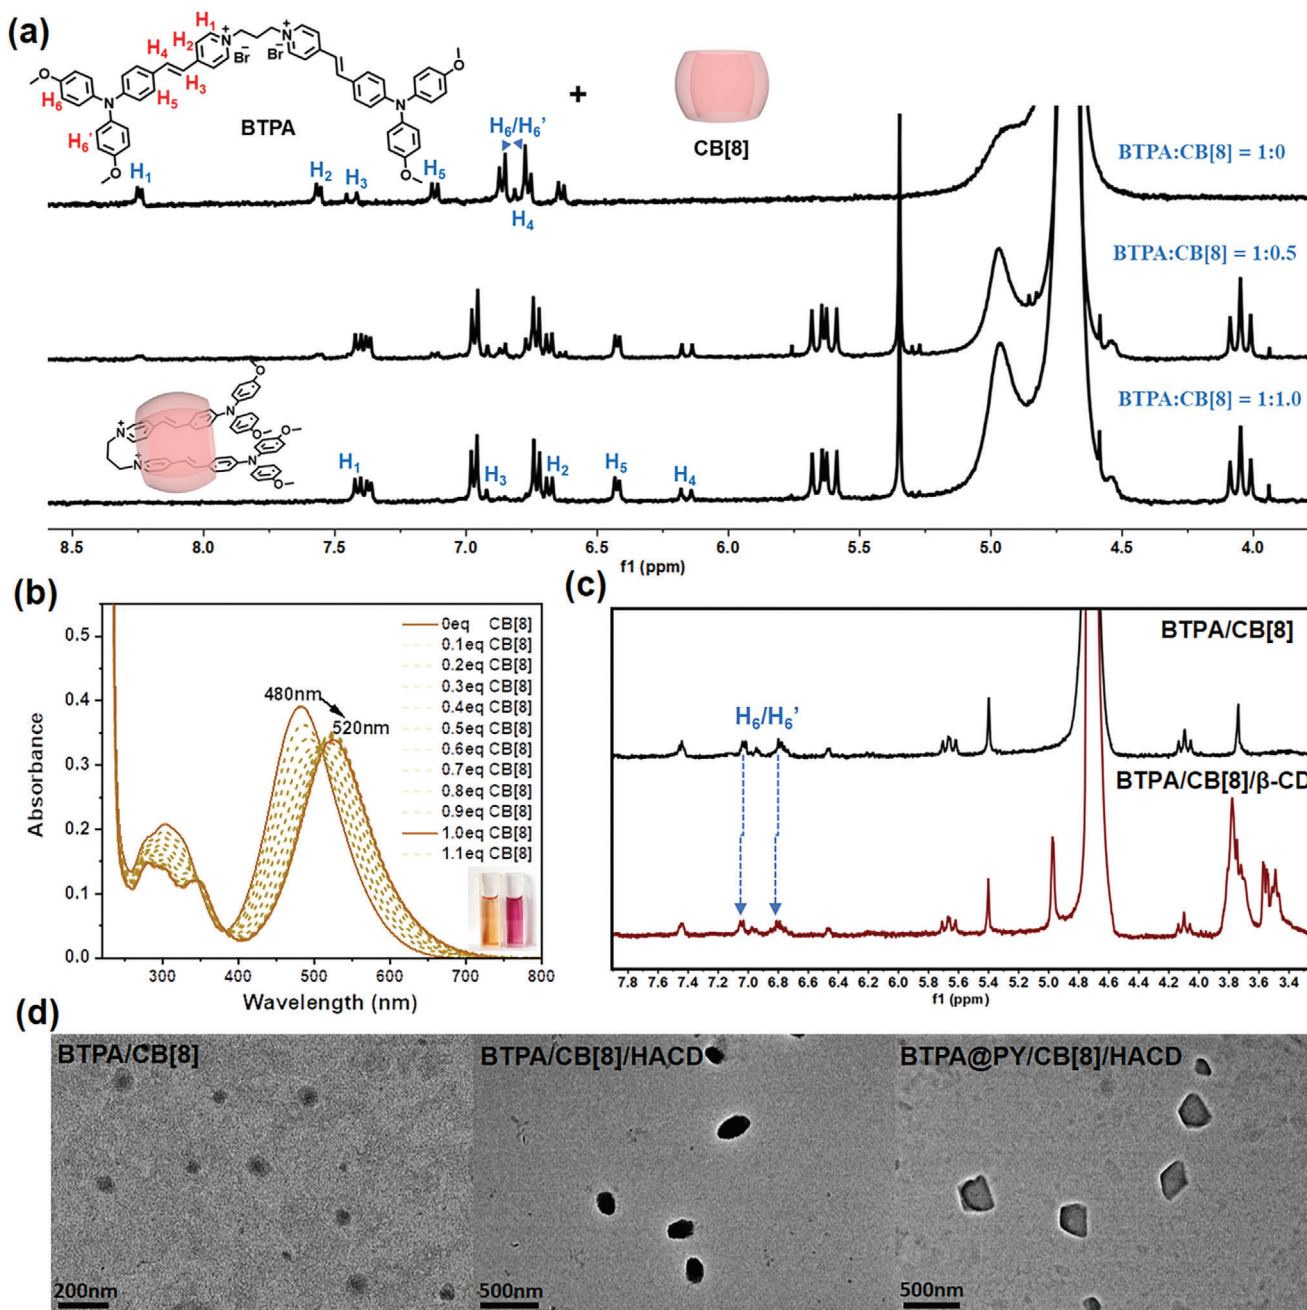 (a)
H₁
H₂
H₄
H₃
H₅
H₆
H₆'
N
N
Br
Br
N
N
O
O
O
O
BTPA
+
CB[8]
H₁
H₂
H₃
H₅
H₆/H₆'
H₄
BTPA:CB[8] = 1:0
BTPA:CB[8] = 1:0.5
BTPA:CB[8] = 1:1.0
H₁
H₃
H₂
H₅
H₄
8.5 8.0 7.5 7.0 6.5 6.0 5.5 5.0 4.5 4.0
f1 (ppm)
(b)
0.5
0.4
0.3
0.2
0.1
0.0
Absorbance
480nm
520nm
0eq CB[8]
0.1eq CB[8]
0.2eq CB[8]
0.3eq CB[8]
0.4eq CB[8]
0.5eq CB[8]
0.6eq CB[8]
0.7eq CB[8]
0.8eq CB[8]
0.9eq CB[8]
1.0eq CB[8]
1.1eq CB[8]
300 400 500 600 700 800
Wavelength (nm)
(c)
BTPA/CB[8]
H₆/H₆'
BTPA/CB[8]/β-CD
7.8 7.4 7.0 6.8 6.6 6.4 6.2 6.0 5.8 5.6 5.4 5.2 5.0 4.8 4.6 4.4 4.2 4.0 3.8 3.6 3.4
f1 (ppm)
(d)
BTPA/CB[8]
200nm
BTPA/CB[8]/HACD
500nm
BTPA@PY/CB[8]/HACD
500nm